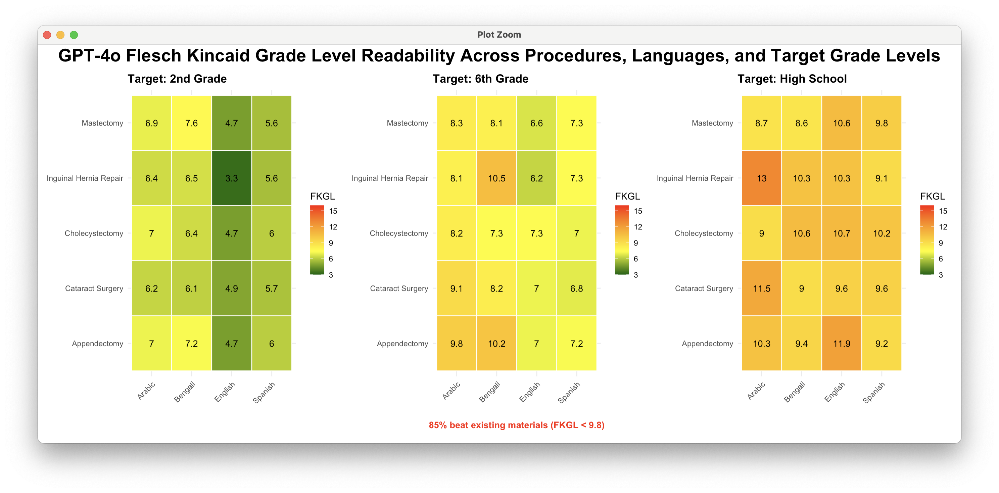 Plot Zoom
GPT-4o Flesch Kincaid Grade Level Readability Across Procedures, Languages, and Target Grade Levels
Target: 2nd Grade
Mastectomy 6.9 7.6 4.7 5.6
Inguinal Hernia Repair 6.4 6.5 3.3 5.6
Cholecystectomy 7 6.4 4.7 6
Cataract Surgery 6.2 6.1 4.9 5.7
Appendectomy 7 7.2 4.7 6
Arabic Bengali English Spanish
FKGL
15
12
9
6
3
Target: 6th Grade
Mastectomy 8.3 8.1 6.6 7.3
Inguinal Hernia Repair 8.1 10.5 6.2 7.3
Cholecystectomy 8.2 7.3 7.3 7
Cataract Surgery 9.1 8.2 7 6.8
Appendectomy 9.8 10.2 7 7.2
Arabic Bengali English Spanish
FKGL
15
12
9
6
3
Target: High School
Mastectomy 8.7 8.6 10.6 9.8
Inguinal Hernia Repair 13 10.3 10.3 9.1
Cholecystectomy 9 10.6 10.7 10.2
Cataract Surgery 11.5 9 9.6 9.6
Appendectomy 10.3 9.4 11.9 9.2
Arabic Bengali English Spanish
FKGL
15
12
9
6
3
85% beat existing materials (FKGL < 9.8)